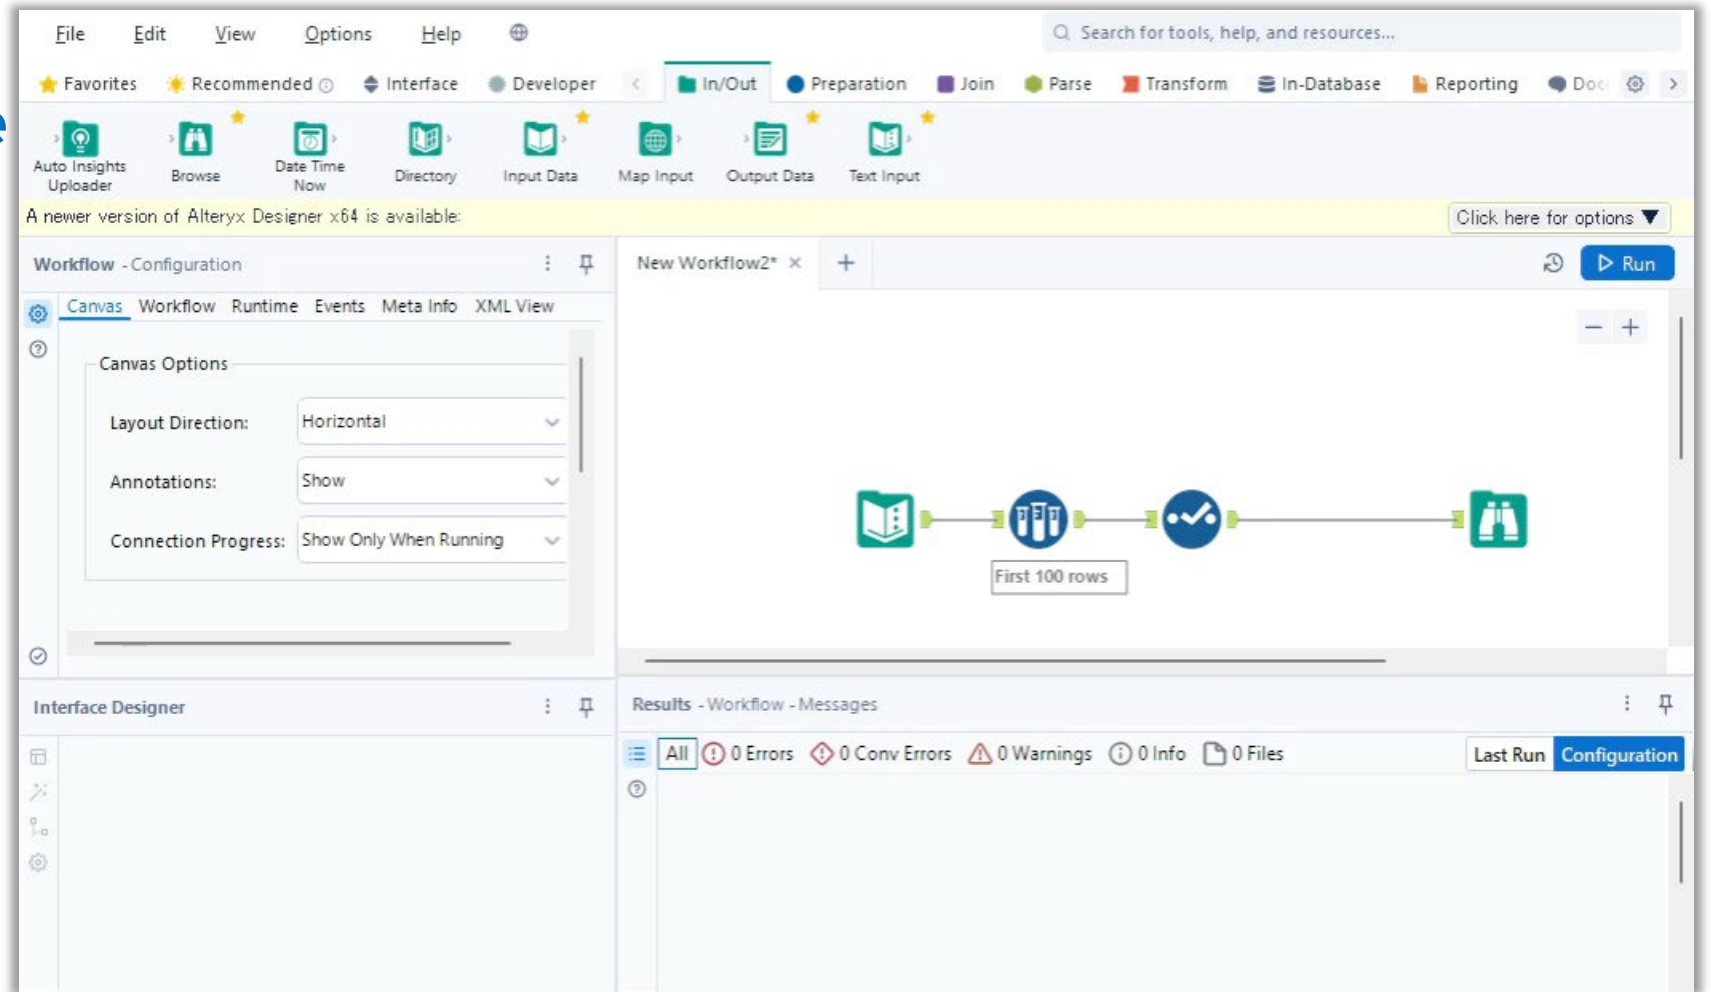 File Edit View Options Help Search for tools, help, and resources...
Favorites Recommended Interface Developer In/Out Preparation Join Parse Transform In-Database Reporting Doc
e
Auto Insights Uploader Browse Date Time Now Directory Input Data Map Input Output Data Text Input
A newer version of Alteryx Designer x64 is available: Click here for options ▼
Workflow - Configuration
New Workflow2* Run
Canvas Workflow Runtime Events Meta Info XML View
Canvas Options
Layout Direction: Horizontal
Annotations: Show
Connection Progress: Show Only When Running
First 100 rows
Interface Designer
Results - Workflow - Messages
All 0 Errors 0 Conv Errors 0 Warnings 0 Info 0 Files Last Run Configuration